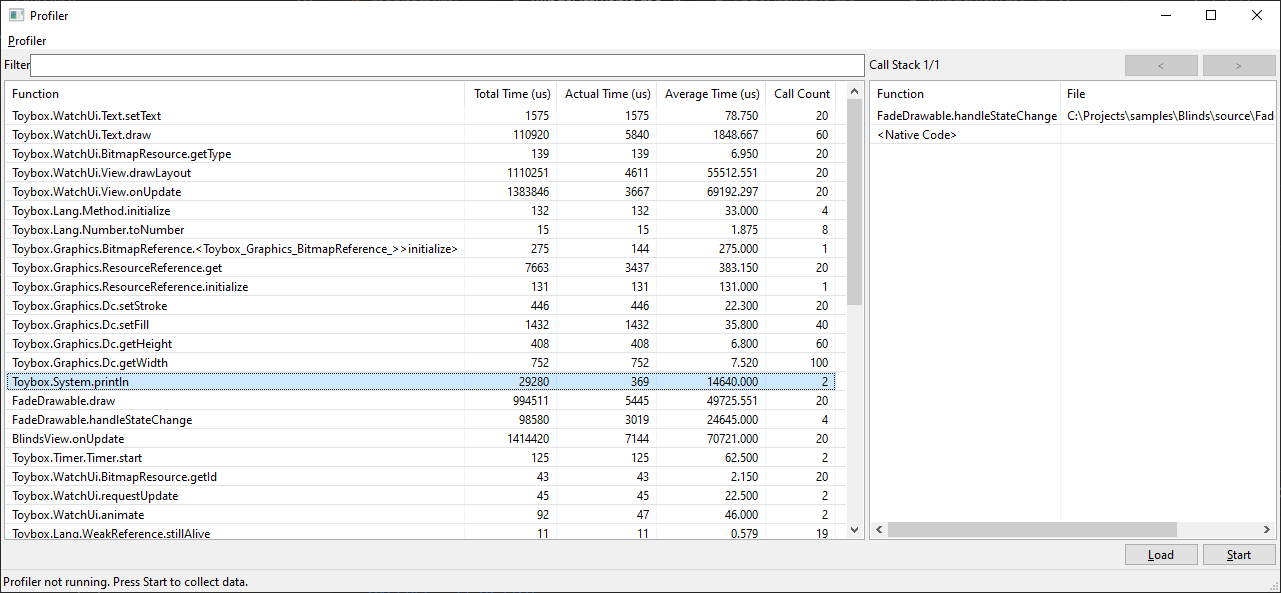 Profiler
Profiler
Filter Call Stack 1/1 < >
Function Total Time (us) Actual Time (us) Average Time (us) Call Count Function File
Toybox.WatchUi.Text.setText 1575 1575 78.750 20 FadeDrawable.handleStateChange C:\Projects\samples\Blinds\source\Fad
Toybox.WatchUi.Text.draw 110920 5840 1848.667 60 <Native Code>
Toybox.WatchUi.BitmapResource.getType 139 139 6.950 20
Toybox.WatchUi.View.drawLayout 1110251 4611 55512.551 20
Toybox.WatchUi.View.onUpdate 1383846 3667 69192.297 20
Toybox.Lang.Method.initialize 132 132 33.000 4
Toybox.Lang.Number.toNumber 15 15 1.875 8
Toybox.Graphics.BitmapReference.<Toybox_Graphics_BitmapReference_>>initialize> 275 144 275.000 1
Toybox.Graphics.ResourceReference.get 7663 3437 383.150 20
Toybox.Graphics.ResourceReference.initialize 131 131 131.000 1
Toybox.Graphics.Dc.setStroke 446 446 22.300 20
Toybox.Graphics.Dc.setFill 1432 1432 35.800 40
Toybox.Graphics.Dc.getHeight 408 408 6.800 60
Toybox.Graphics.Dc.getWidth 752 752 7.520 100
Toybox.System.println 29280 369 14640.000 2
FadeDrawable.draw 994511 5445 49725.551 20
FadeDrawable.handleStateChange 98580 3019 24645.000 4
BlindsView.onUpdate 1414420 7144 70721.000 20
Toybox.Timer.Timer.start 125 125 62.500 2
Toybox.WatchUi.BitmapResource.getId 43 43 2.150 20
Toybox.WatchUi.requestUpdate 45 45 22.500 2
Toybox.WatchUi.animate 92 47 46.000 2
Toybox.Lang.WeakReference.stillAlive 11 11 0.579 19
Load Start
Profiler not running. Press Start to collect data.